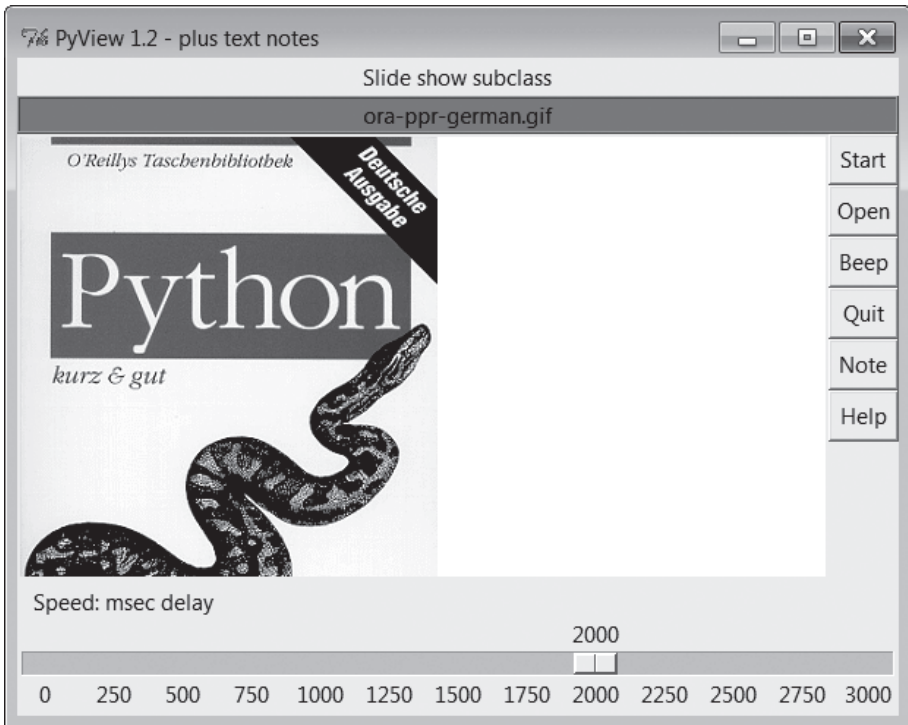 PyView 1.2 - plus text notes
Slide show subclass
ora-ppr-german.gif
O'Reillys Taschenbibliothek
Deutsche
Ausgabe
Python
kurz & gut
Start
Open
Beep
Quit
Note
Help
Speed: msec delay
2000
0 250 500 750 1000 1250 1500 1750 2000 2250 2500 2750 3000